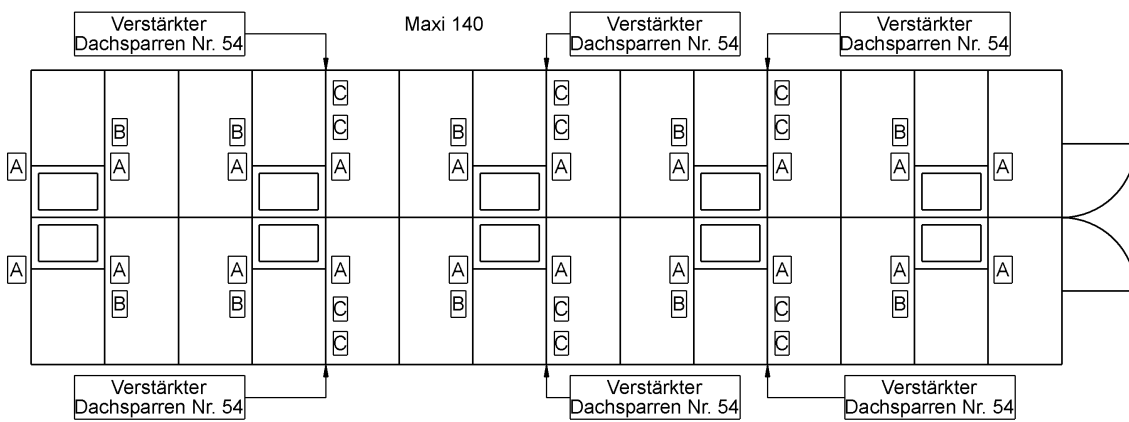 Verstärkter
Dachsparren Nr. 54
Maxi 140
Verstärkter
Dachsparren Nr. 54
Verstärkter
Dachsparren Nr. 54
C C C
B B C B C B C B
A A A A A A A A A A
A A A A A A A A A A
B B C B C B C B
C C C
Verstärkter
Dachsparren Nr. 54
Verstärkter
Dachsparren Nr. 54
Verstärkter
Dachsparren Nr. 54